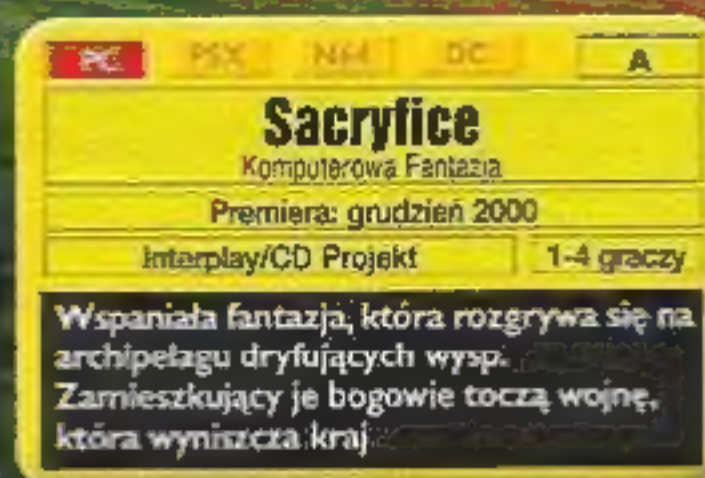 PC PSX N64 DC A
Sacryfice
Komputerowa Fantazja
Premiera: grudzień 2000
Interplay/CD Projekt 1-4 graczy
Wspaniała fantazja, która rozgrywa się na
archipelagu dryfujących wysp.
Zamieszkujący je bogowie toczą wojnę,
która wyniszcza kraj